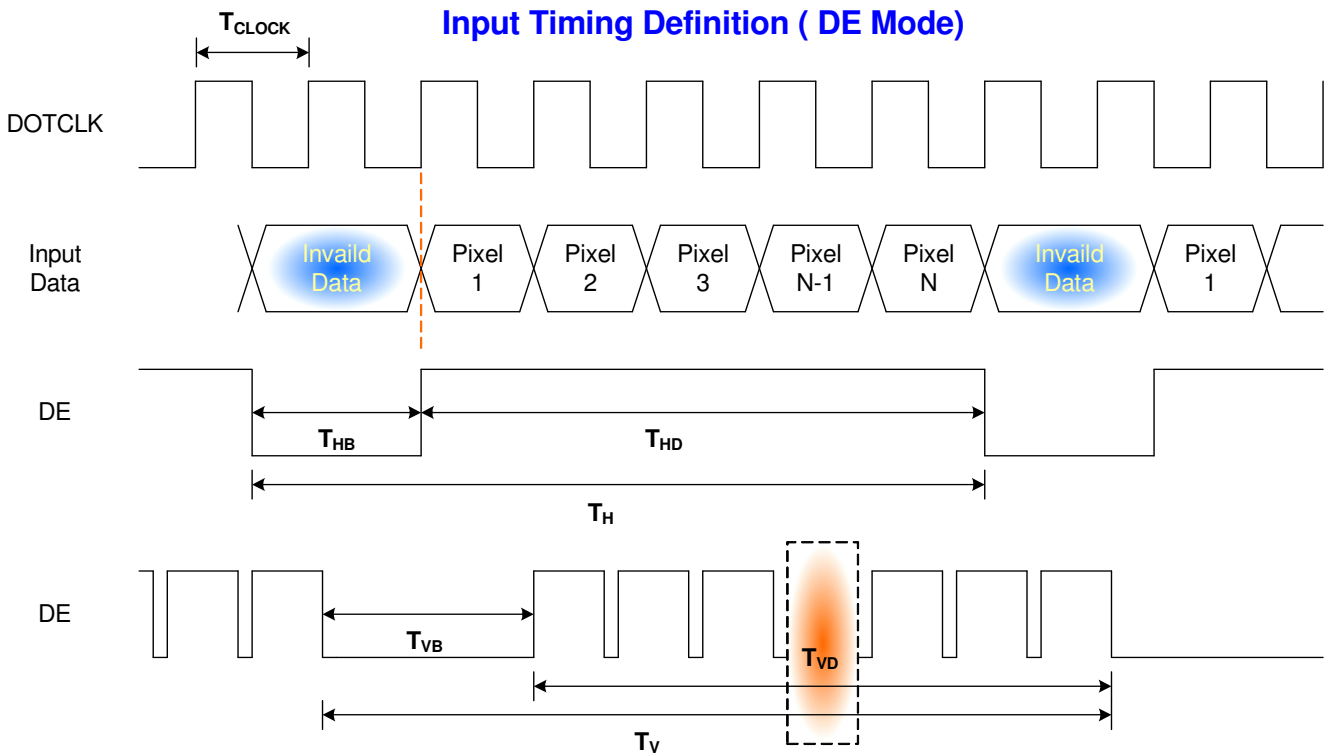 Input Timing Definition ( DE Mode)
TCLOCK
DOTCLK
Input
Data
Invaild
Data
Pixel
1
Pixel
2
Pixel
3
Pixel
N-1
Pixel
N
Invaild
Data
Pixel
1
DE
THB
THD
TH
DE
TVB
TVD
TV